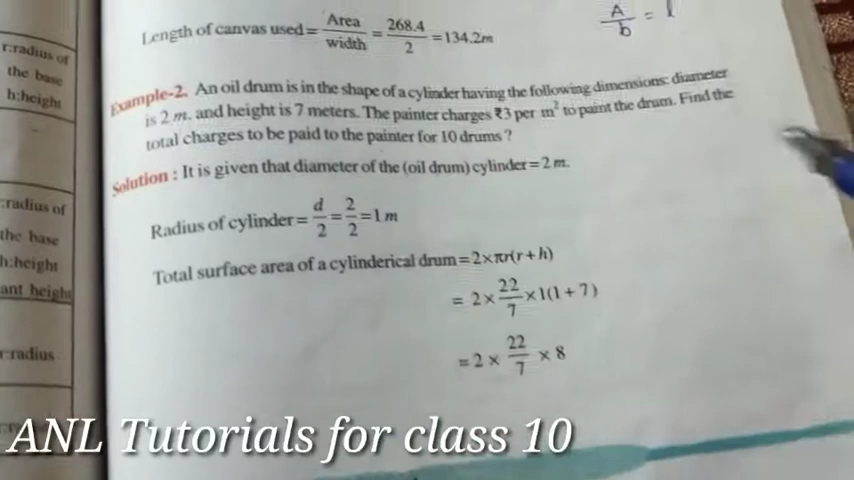 Length of canvas used = Area/width = 268.4/2 = 134.2m
A/b = l
r:radius of
the base
h:height
Example-2. An oil drum is in the shape of a cylinder having the following dimensions: diameter
is 2 m. and height is 7 meters. The painter charges ₹3 per m² to paint the drum. Find the
total charges to be paid to the painter for 10 drums ?
Solution : It is given that diameter of the (oil drum) cylinder = 2 m.
Radius of cylinder = d/2 = 2/2 = 1 m
:radius of
the base
h:height
ant height
Total surface area of a cylinderical drum = 2×πr(r + h)
= 2× 22/7 ×1(1 + 7)
r:radius
= 2 × 22/7 × 8
ANL Tutorials for class 10